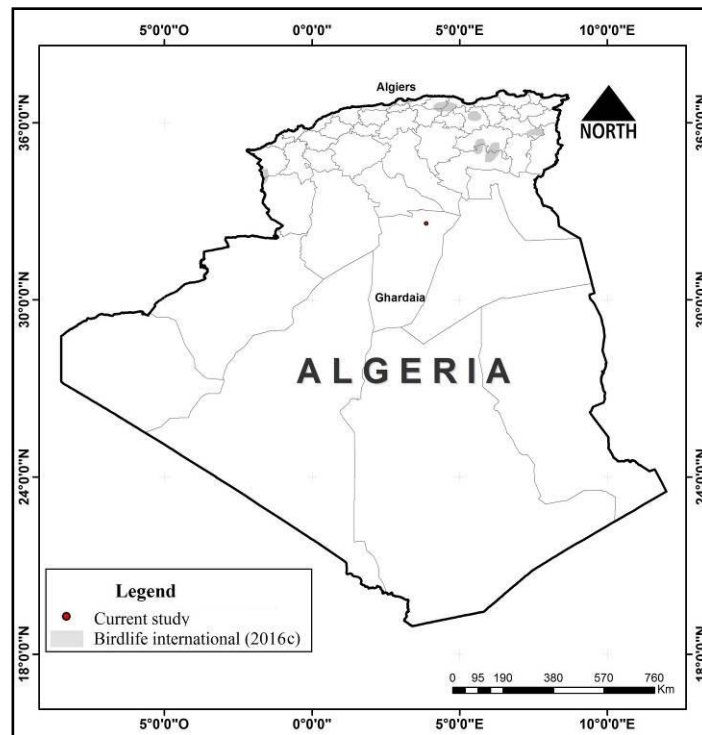 5°0'0"O 0°0'0" 5°0'0"E 10°0'0"E
Algiers
36°0'0"N 36°0'0"N
NORTH
30°0'0"N 30°0'0"N
Ghardaia
ALGERIA
24°0'0"N 24°0'0"N
Legend
Current study
Birdlife international (2016c)
18°0'0"N 18°0'0"N
0 95 190 380 570 760
Km
5°0'0"O 0°0'0" 5°0'0"E 10°0'0"E